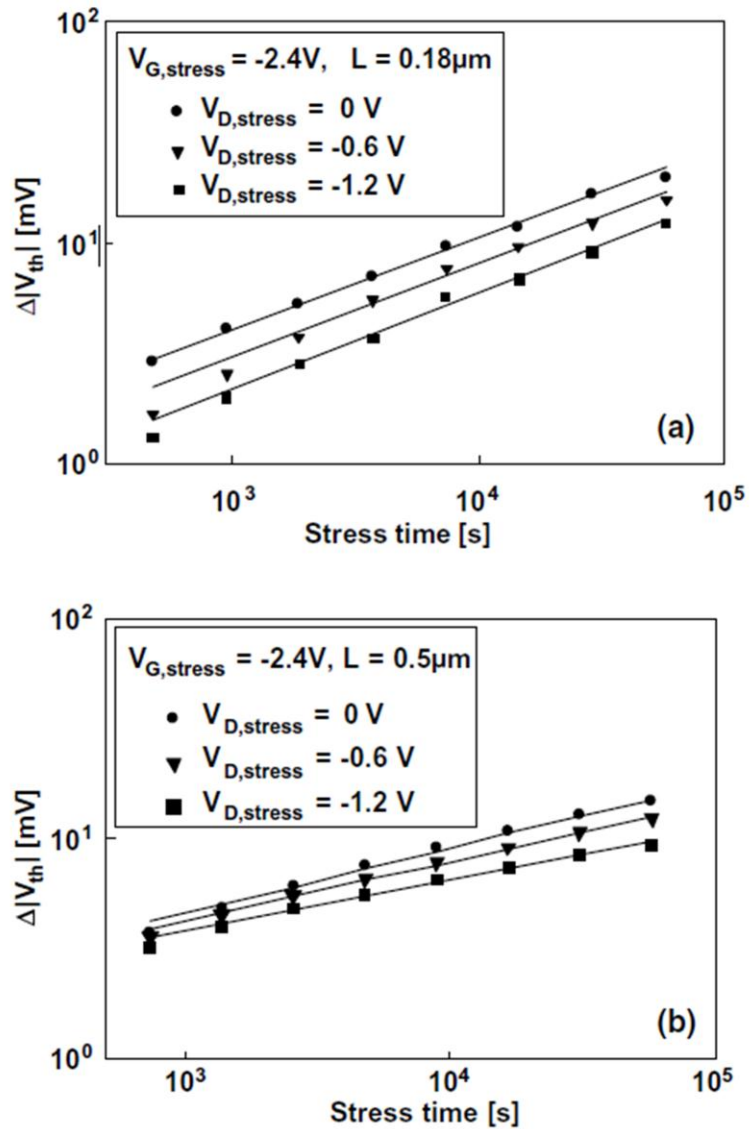 10²
V_G,stress = -2.4V, L = 0.18µm
V_D,stress = 0 V
V_D,stress = -0.6 V
V_D,stress = -1.2 V
Δ|V_th| [mV]
10¹
(a)
10⁰
10³ 10⁴ 10⁵
Stress time [s]
10²
V_G,stress = -2.4V, L = 0.5µm
V_D,stress = 0 V
V_D,stress = -0.6 V
V_D,stress = -1.2 V
Δ|V_th| [mV]
10¹
(b)
10⁰
10³ 10⁴ 10⁵
Stress time [s]